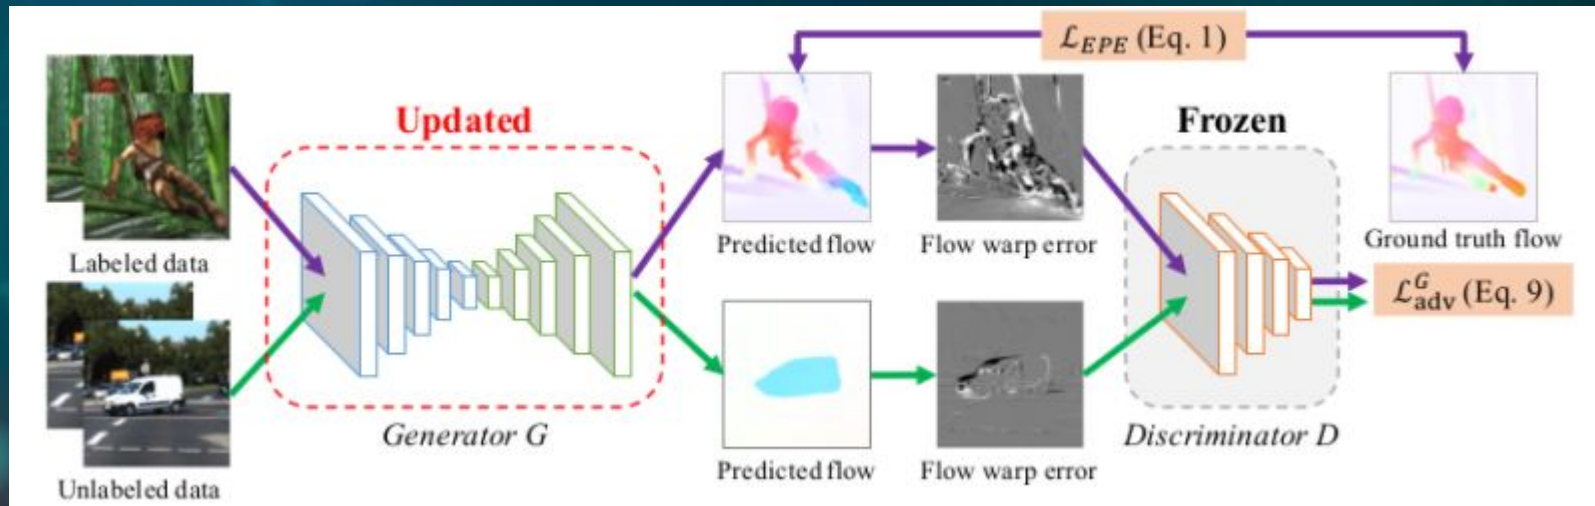 ℒ_EPE (Eq. 1)
Updated
Frozen
Labeled data
Predicted flow
Flow warp error
Ground truth flow
ℒ^G_adv (Eq. 9)
Generator G
Discriminator D
Predicted flow
Flow warp error
Unlabeled data